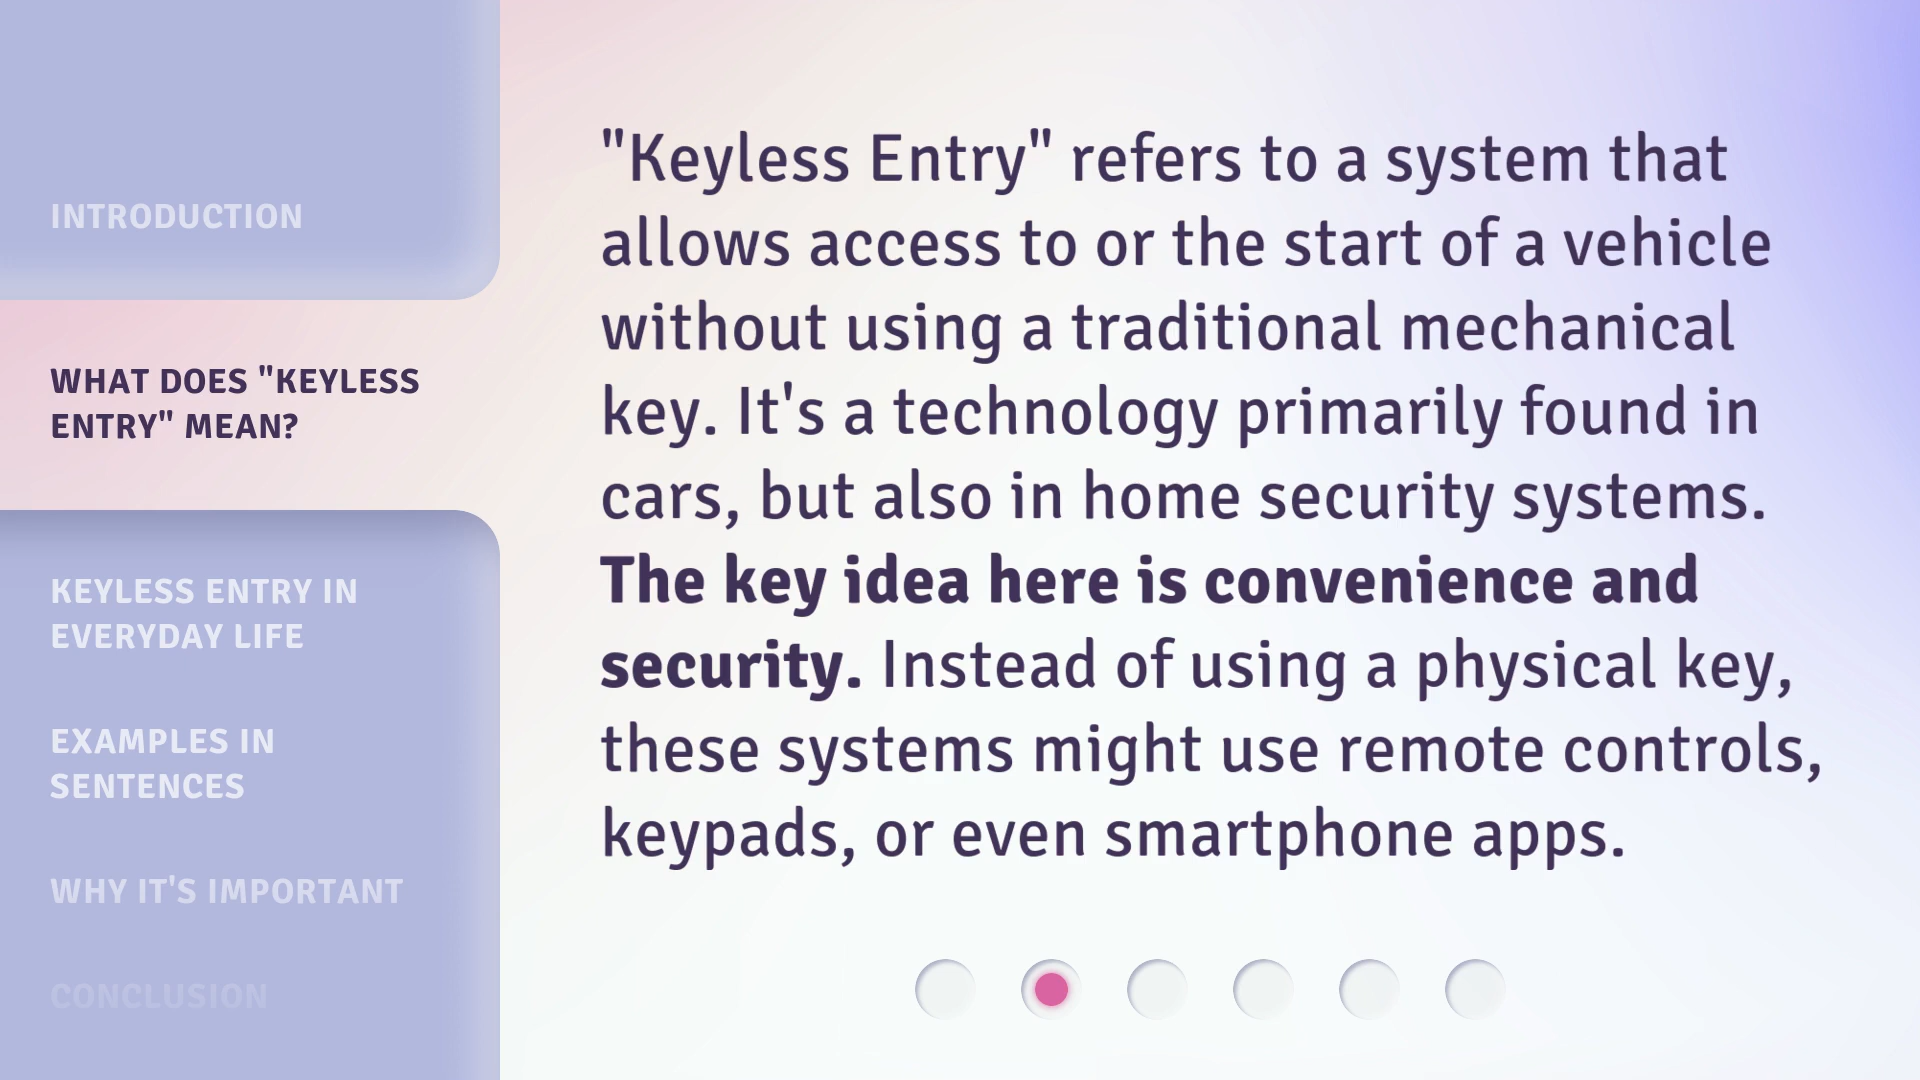 INTRODUCTION
WHAT DOES "KEYLESS
ENTRY" MEAN?
KEYLESS ENTRY IN
EVERYDAY LIFE
EXAMPLES IN
SENTENCES
WHY IT'S IMPORTANT
CONCLUSION
"Keyless Entry" refers to a system that
allows access to or the start of a vehicle
without using a traditional mechanical
key. It's a technology primarily found in
cars, but also in home security systems.
The key idea here is convenience and
security. Instead of using a physical key,
these systems might use remote controls,
keypads, or even smartphone apps.